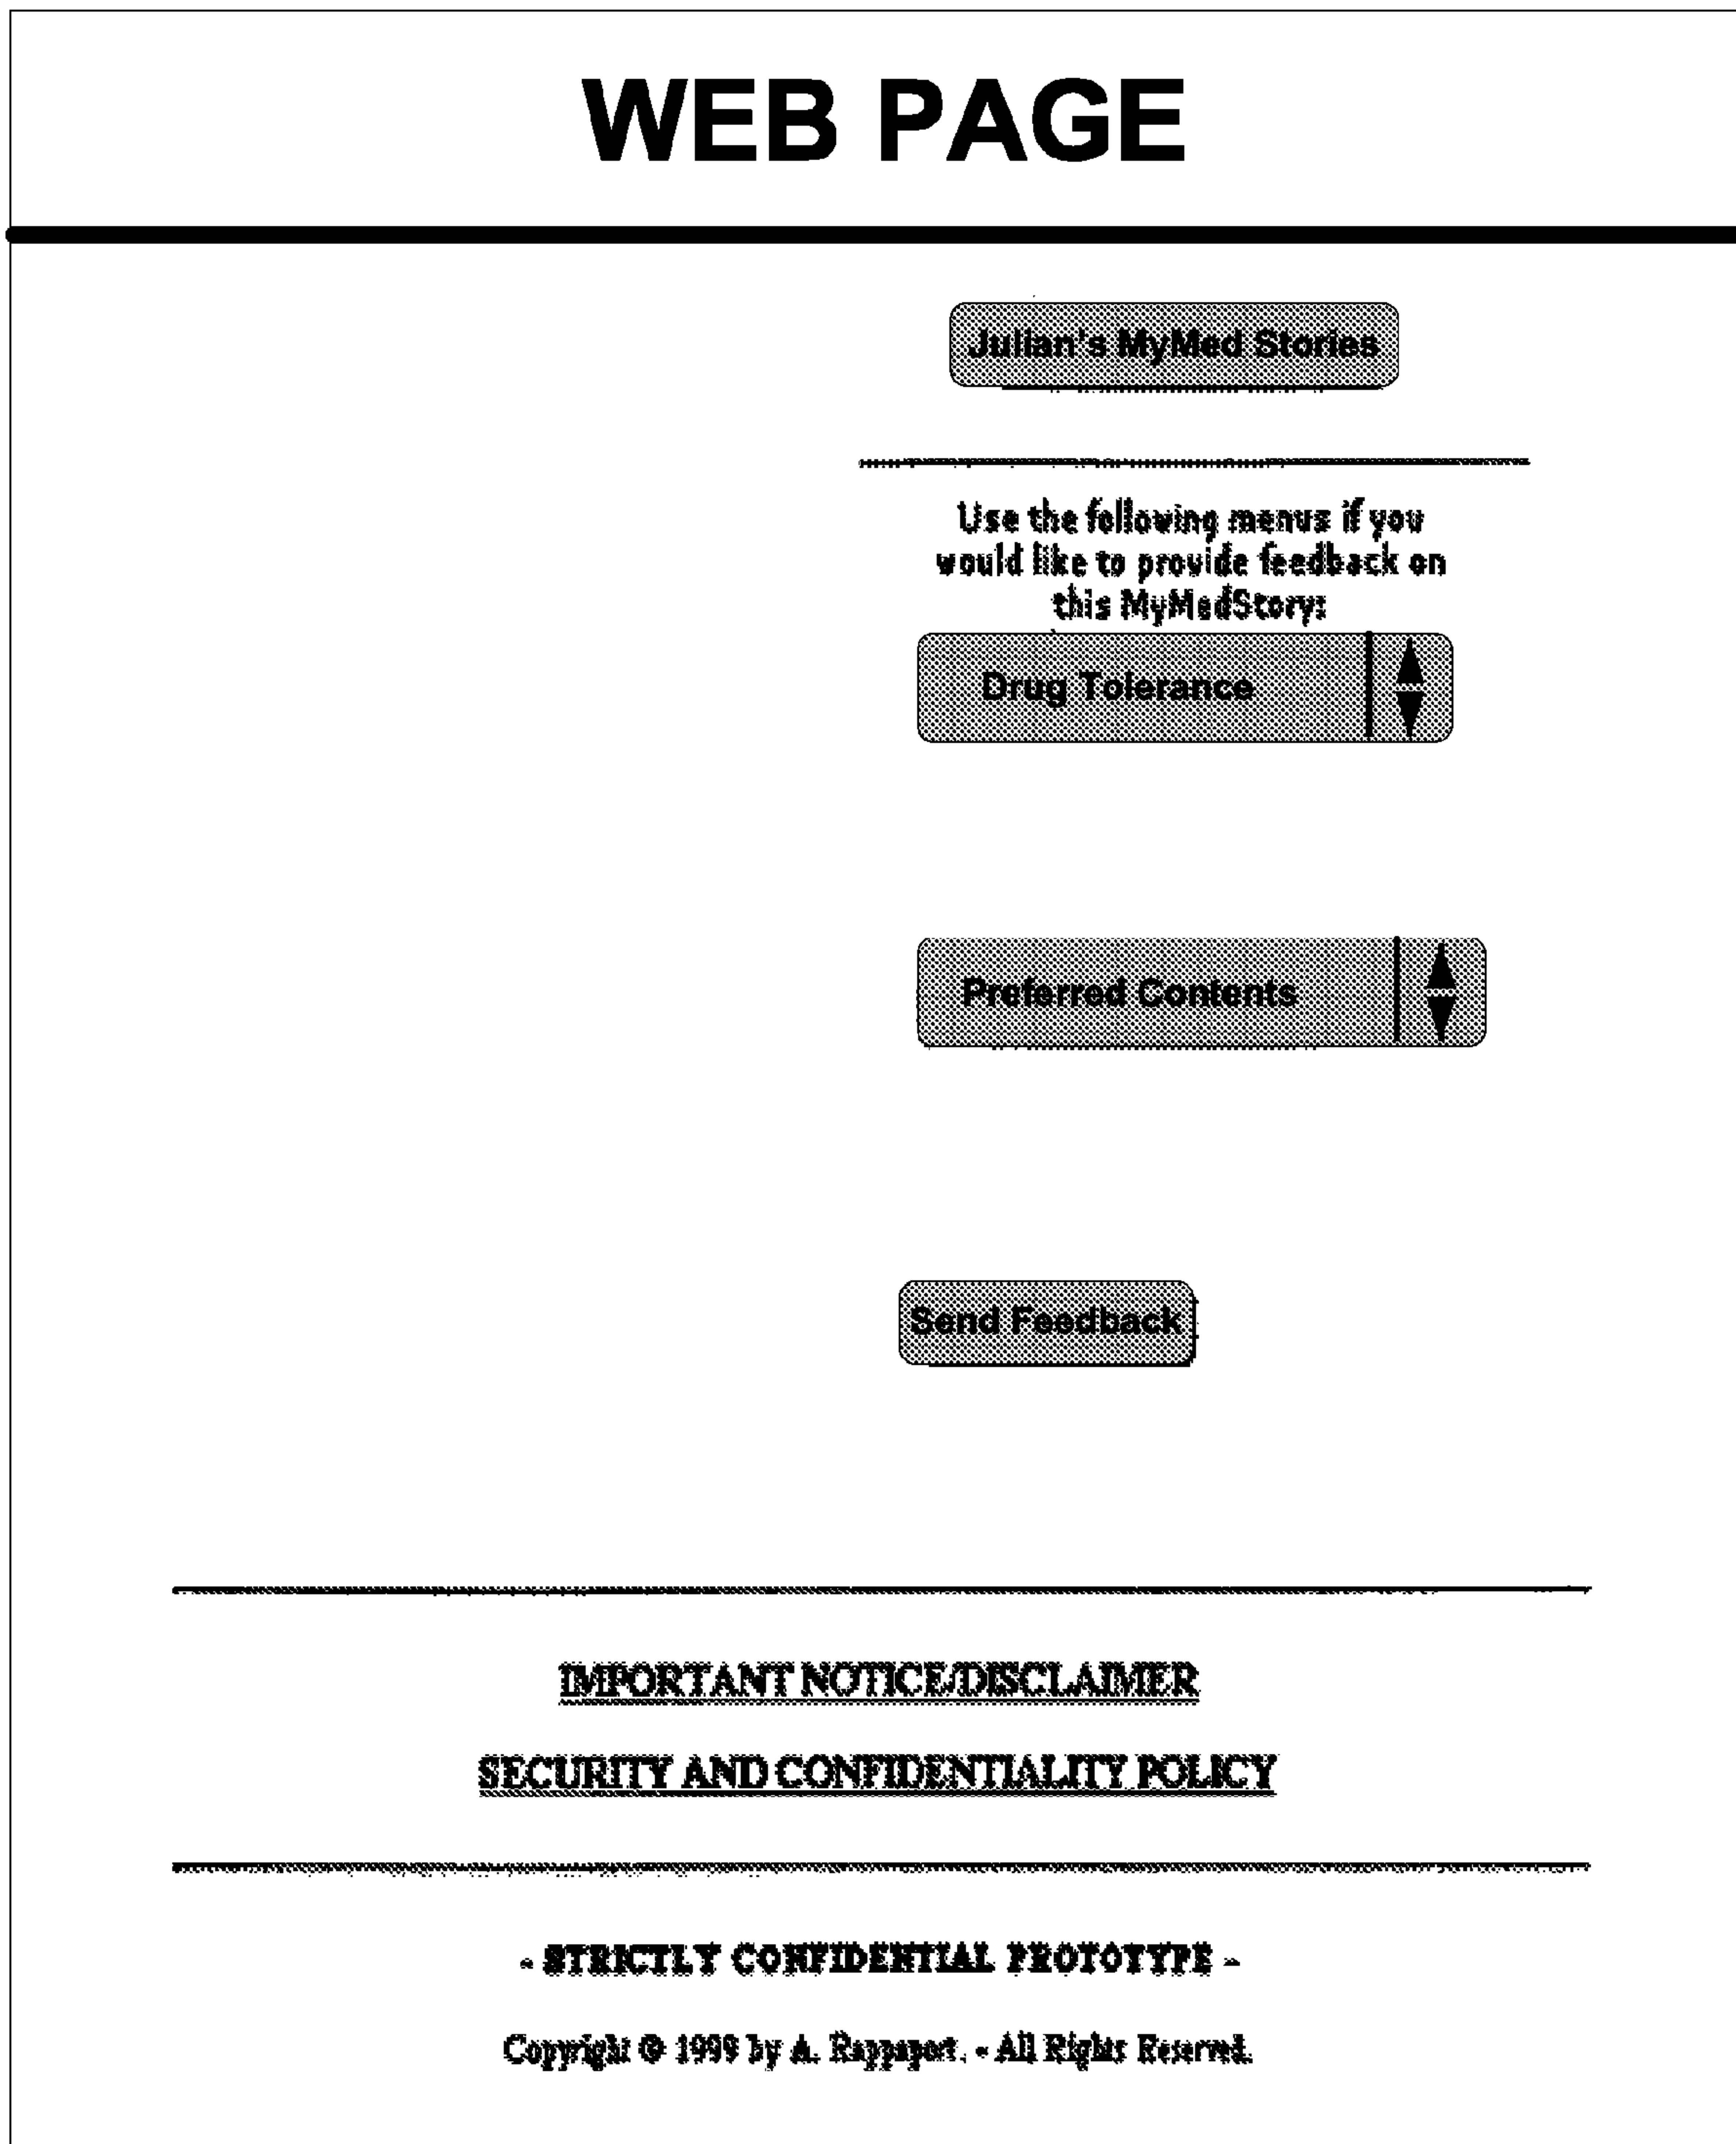 WEB PAGE
Julian's MyMed Stories
Use the following menus if you
would like to provide feedback on
this MyMedStory:
Drug Tolerance
Preferred Contents
Send Feedback
IMPORTANT NOTICE/DISCLAIMER
SECURITY AND CONFIDENTIALITY POLICY
- STRICTLY CONFIDENTIAL PROTOTYPE -
Copyright © 1999 by A. Rappaport. - All Rights Reserved.